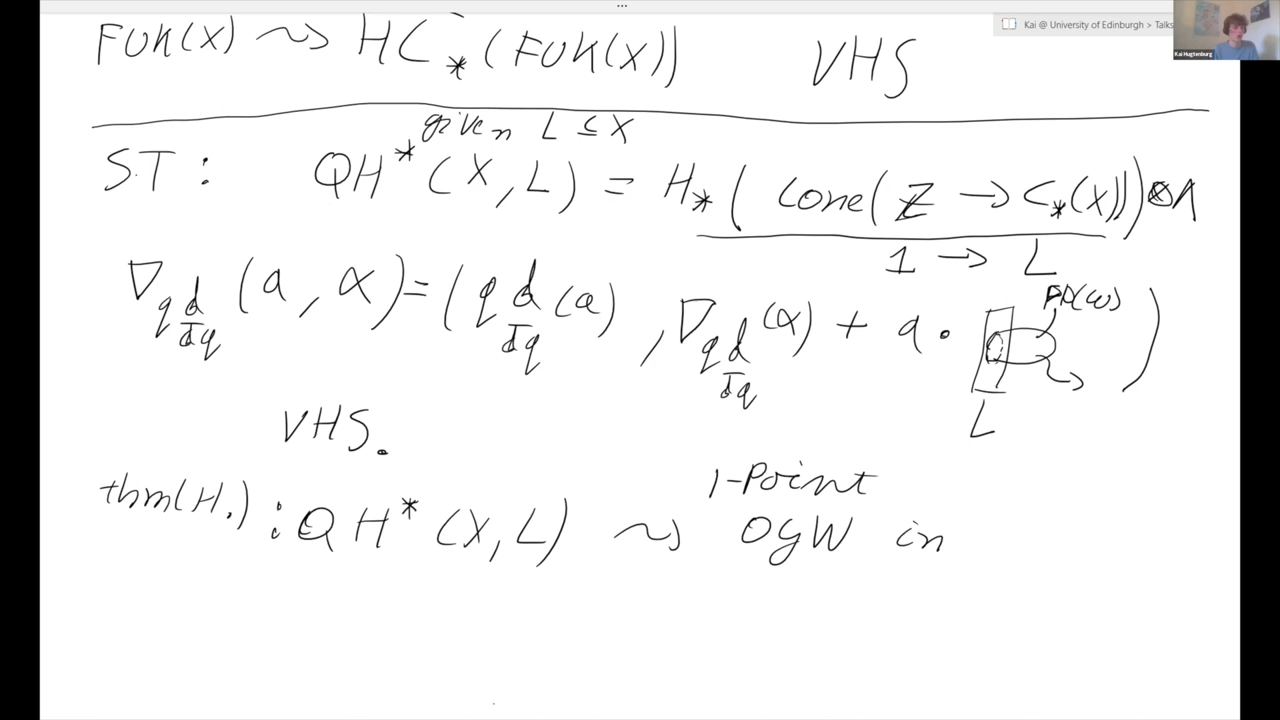 ...
Kai @ University of Edinburgh > Talks
Kai Hugtenburg
FUK(X) ⇝ HC_*^-(FUK(X)) VHS
given L ⊆ X
ST: QH^*(X, L) = H_*(Cone(ℤ → C_*(X))) ⊗ Λ
1 → L
∇_{q d/dq} (a, α) = (q d/dq (a), ∇_{q d/dq} (α) + a · PD(ω) )
L
VHS.
1-Point
thm(H.): QH^*(X, L) ⇝ OGW in